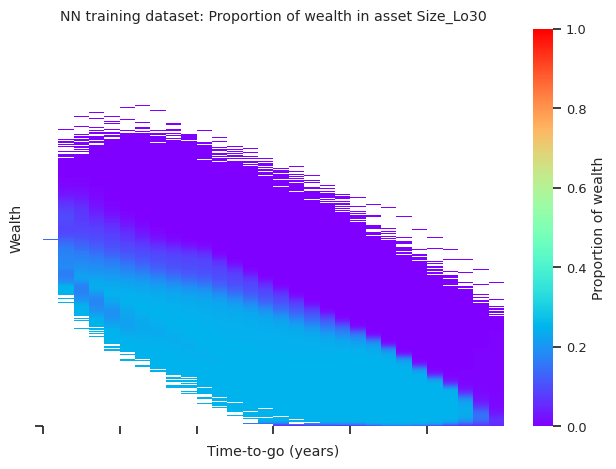 NN training dataset: Proportion of wealth in asset Size_Lo30
Wealth
Time-to-go (years)
1.0
0.8
0.6
0.4
0.2
0.0
Proportion of wealth